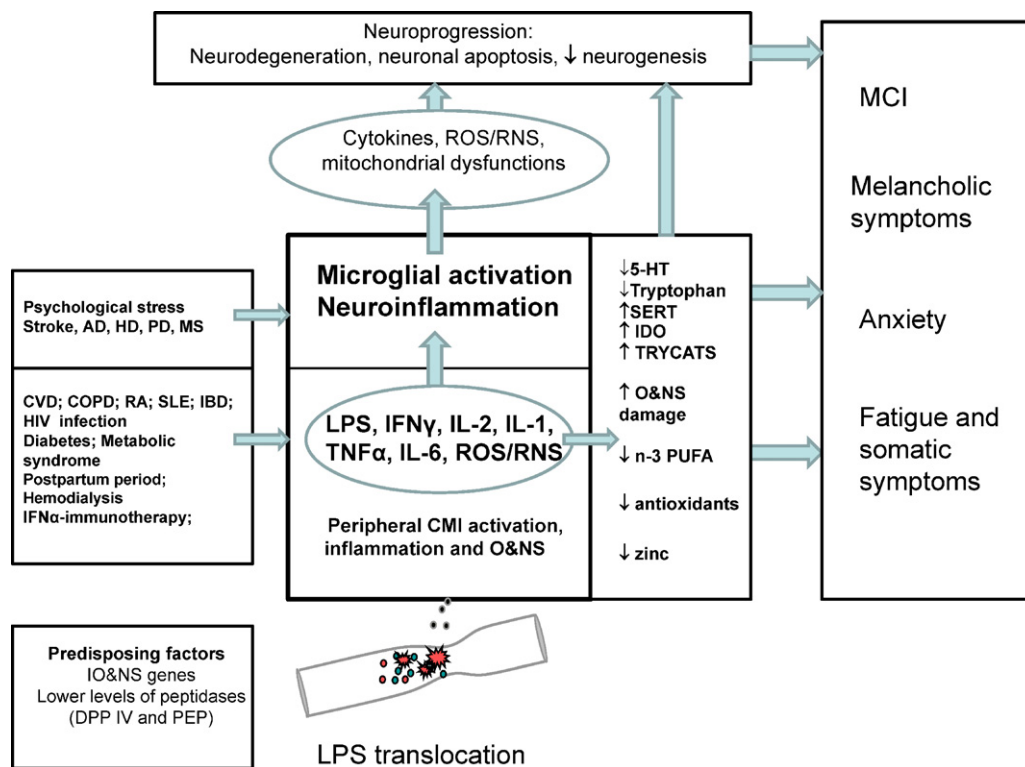 Neuroprogression:
Neurodegeneration, neuronal apoptosis, ↓ neurogenesis
Cytokines, ROS/RNS,
mitochondrial dysfunctions
Microglial activation
Neuroinflammation
Psychological stress
Stroke, AD, HD, PD, MS
CVD; COPD; RA; SLE; IBD;
HIV infection
Diabetes; Metabolic
syndrome
Postpartum period;
Hemodialysis
IFNα-immunotherapy;
LPS, IFNγ, IL-2, IL-1,
TNFα, IL-6, ROS/RNS
Peripheral CMI activation,
inflammation and O&NS
↓5-HT
↓Tryptophan
↑SERT
↑ IDO
↑ TRYCATS
↑ O&NS
damage
↓ n-3 PUFA
↓ antioxidants
↓ zinc
MCI
Melancholic
symptoms
Anxiety
Fatigue and
somatic
symptoms
Predisposing factors
IO&NS genes
Lower levels of peptidases
(DPP IV and PEP)
LPS translocation